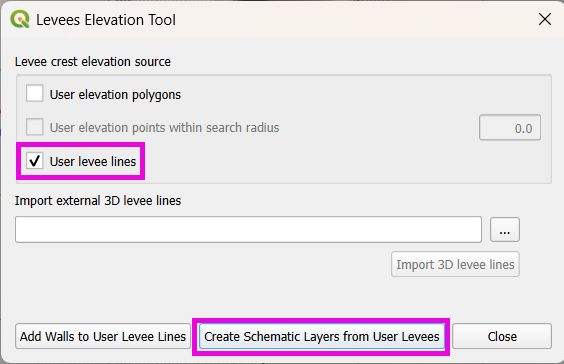 Levees Elevation Tool
Levee crest elevation source
User elevation polygons
User elevation points within search radius
0.0
User levee lines
Import external 3D levee lines
...
Import 3D levee lines
Add Walls to User Levee Lines
Create Schematic Layers from User Levees
Close